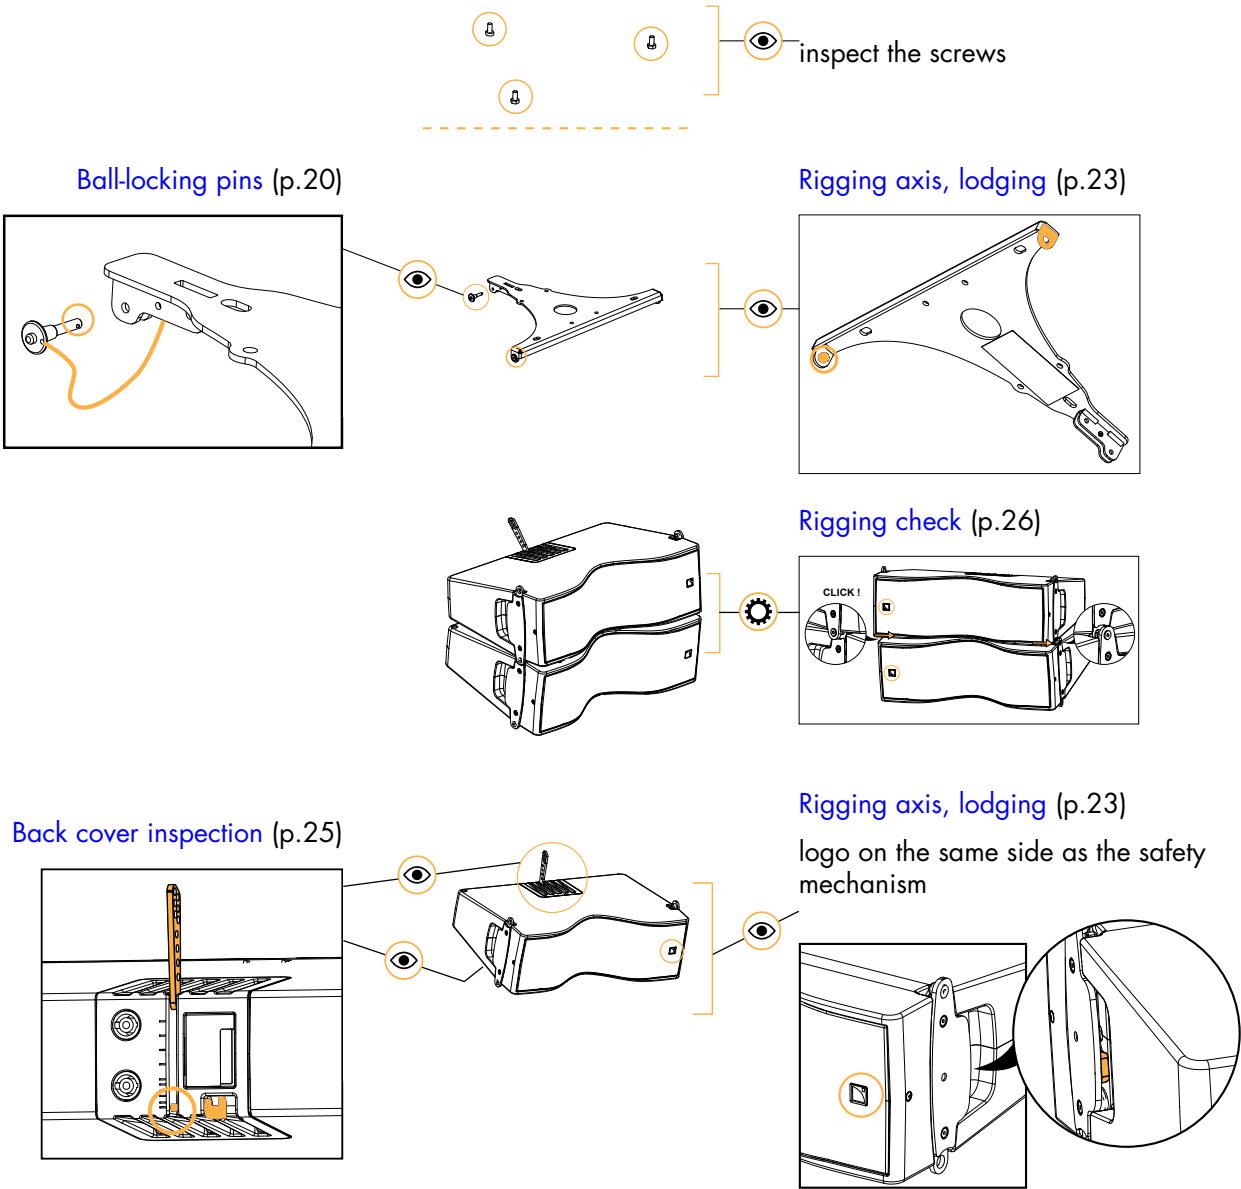 inspect the screws
Ball-locking pins (p.20)
Rigging axis, lodging (p.23)
Rigging check (p.26)
CLICK !
Back cover inspection (p.25)
Rigging axis, lodging (p.23)
logo on the same side as the safety
mechanism